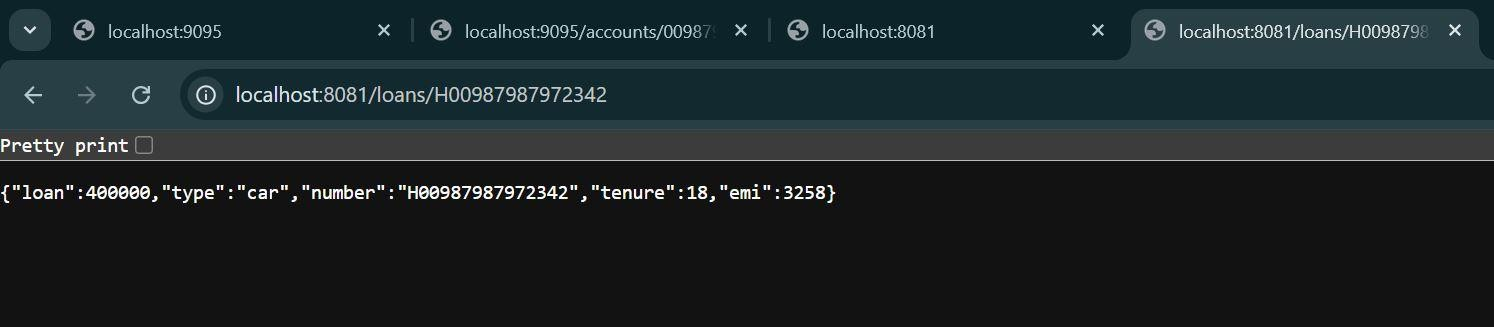 localhost:9095
localhost:9095/accounts/00987
localhost:8081
localhost:8081/loans/H0098798
localhost:8081/loans/H00987987972342
Pretty print
{"loan":400000,"type":"car","number":"H00987987972342","tenure":18,"emi":3258}